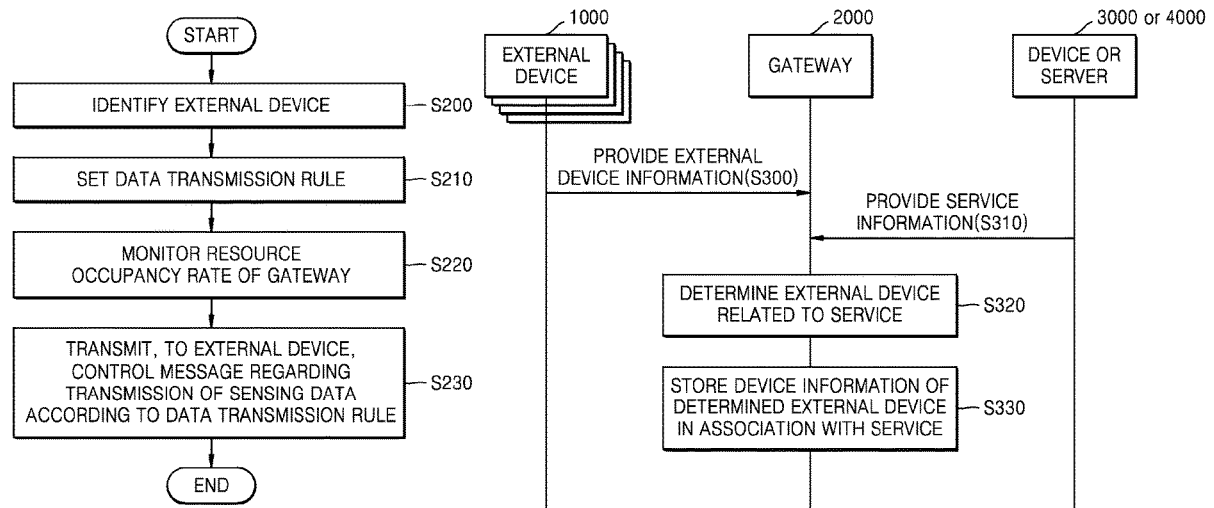 START
IDENTIFY EXTERNAL DEVICE
S200
SET DATA TRANSMISSION RULE
S210
MONITOR RESOURCE
OCCUPANCY RATE OF GATEWAY
S220
TRANSMIT, TO EXTERNAL DEVICE,
CONTROL MESSAGE REGARDING
TRANSMISSION OF SENSING DATA
ACCORDING TO DATA TRANSMISSION RULE
S230
END
1000
EXTERNAL
DEVICE
2000
GATEWAY
3000 or 4000
DEVICE OR
SERVER
PROVIDE EXTERNAL
DEVICE INFORMATION(S300)
PROVIDE SERVICE
INFORMATION(S310)
DETERMINE EXTERNAL DEVICE
RELATED TO SERVICE
S320
STORE DEVICE INFORMATION OF
DETERMINED EXTERNAL DEVICE
IN ASSOCIATION WITH SERVICE
S330